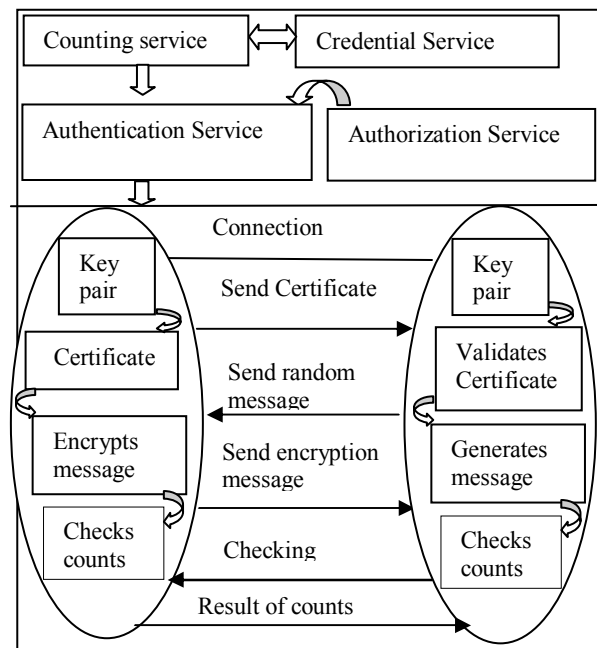 Counting service
Credential Service
Authentication Service
Authorization Service
Connection
Key
pair
Key
pair
Send Certificate
Certificate
Validates
Certificate
Send random
message
Encrypts
message
Send encryption
message
Generates
message
Checks
counts
Checking
Checks
counts
Result of counts